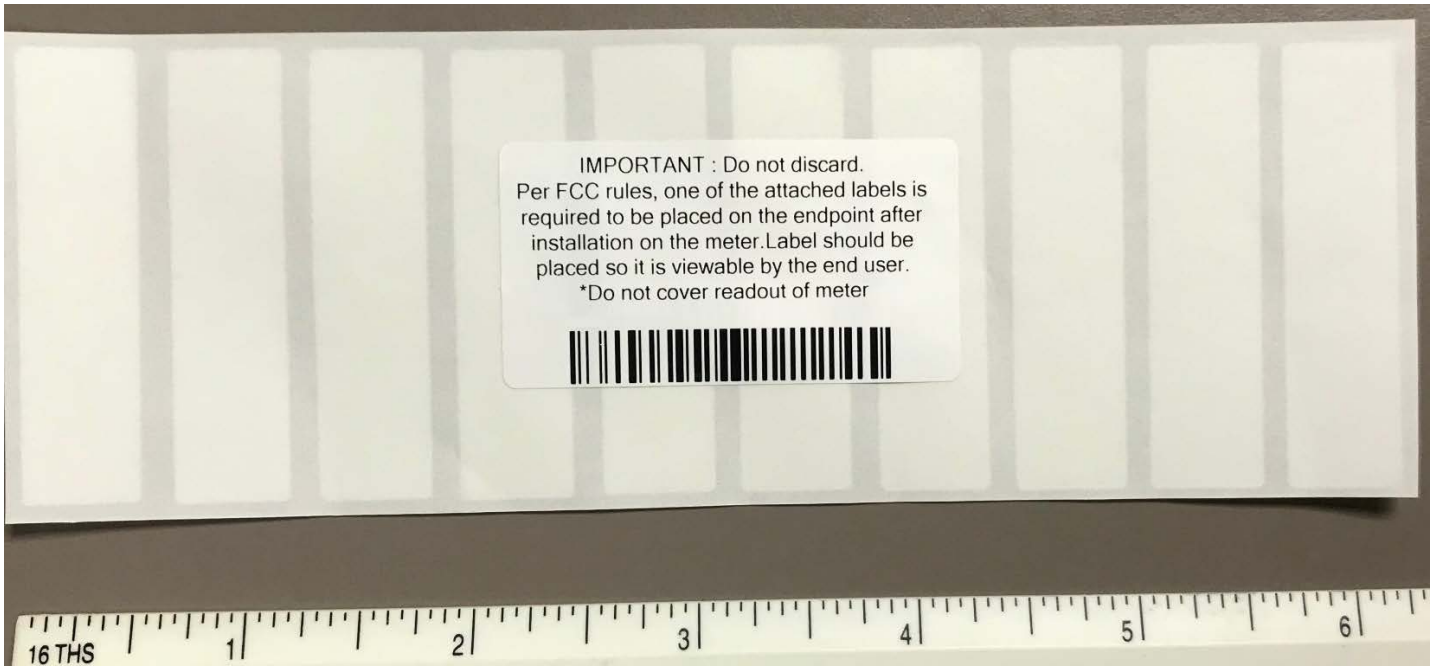 IMPORTANT : Do not discard.
Per FCC rules, one of the attached labels is
required to be placed on the endpoint after
installation on the meter.Label should be
placed so it is viewable by the end user.
*Do not cover readout of meter
16 THS 1 2 3 4 5 6